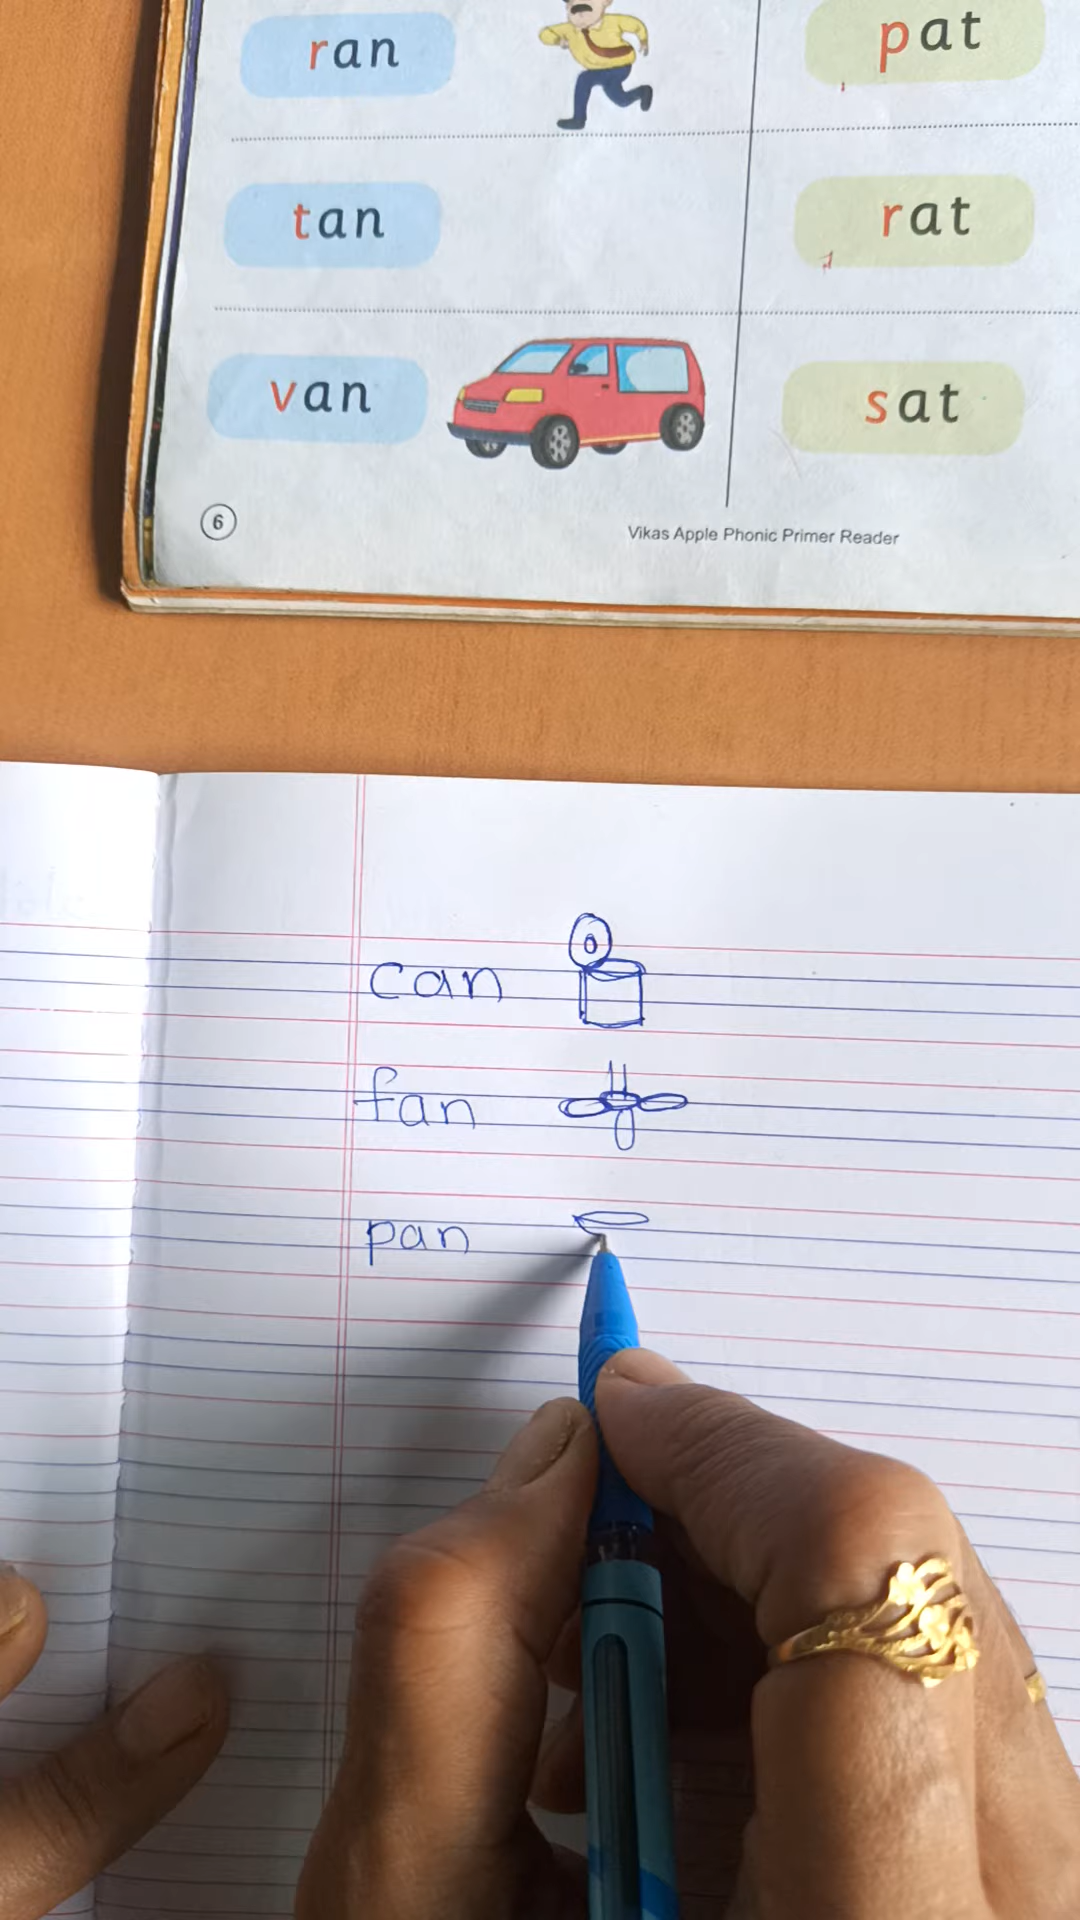 ran pat
tan rat
van sat
6 Vikas Apple Phonic Primer Reader
can
fan
pan